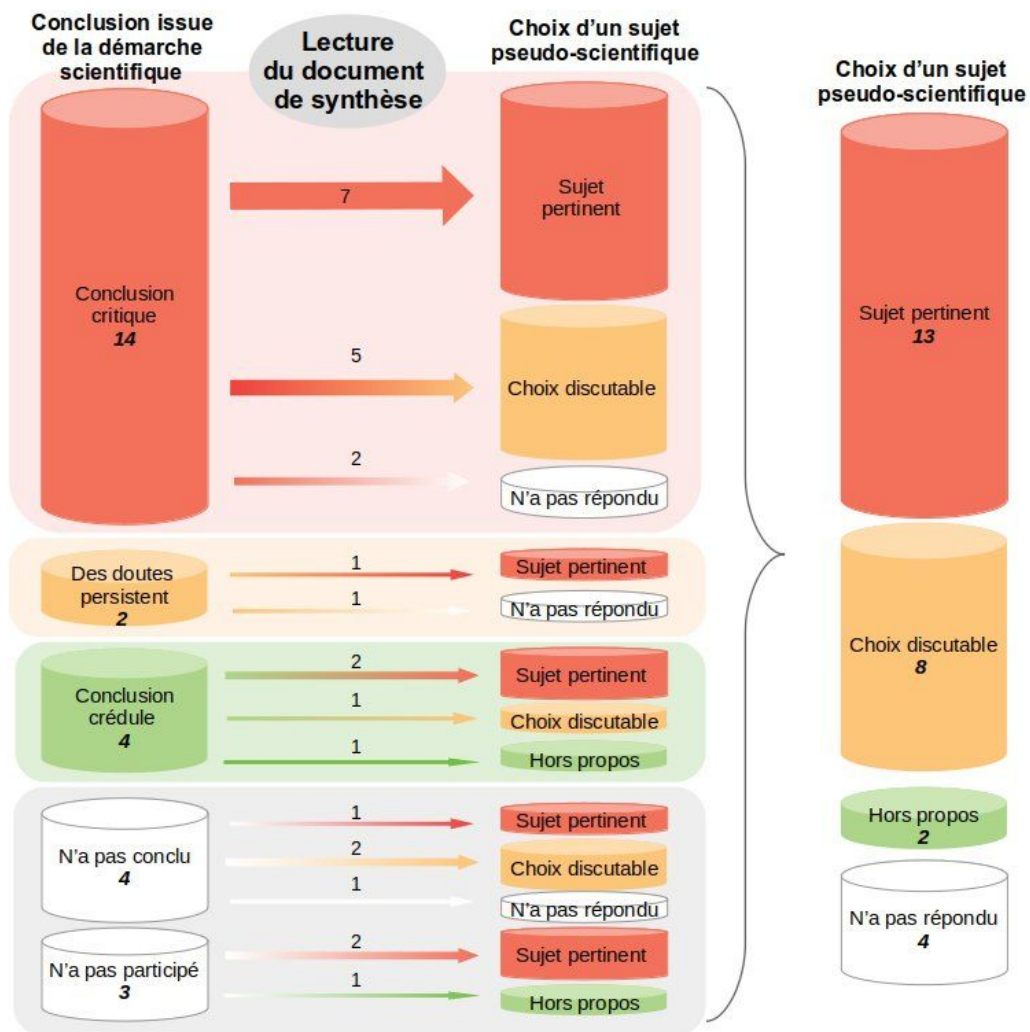 Conclusion issue
de la démarche
scientifique
Lecture
du document
de synthèse
Choix d'un sujet
pseudo-scientifique
Choix d'un sujet
pseudo-scientifique
Conclusion
critique
14
7
Sujet
pertinent
5
Choix discutable
2
N'a pas répondu
Des doutes
persistent
2
1
Sujet pertinent
1
N'a pas répondu
Conclusion
crédule
4
2
Sujet pertinent
1
Choix discutable
1
Hors propos
N'a pas conclu
4
1
Sujet pertinent
2
Choix discutable
1
N'a pas répondu
N'a pas participé
3
2
Sujet pertinent
1
Hors propos
Sujet pertinent
13
Choix discutable
8
Hors propos
2
N'a pas répondu
4